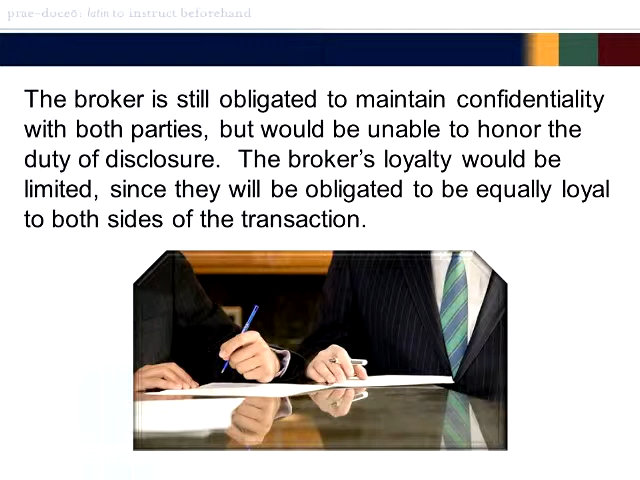 prae-doceō: latin to instruct beforehand
The broker is still obligated to maintain confidentiality
with both parties, but would be unable to honor the
duty of disclosure.  The broker's loyalty would be
limited, since they will be obligated to be equally loyal
to both sides of the transaction.